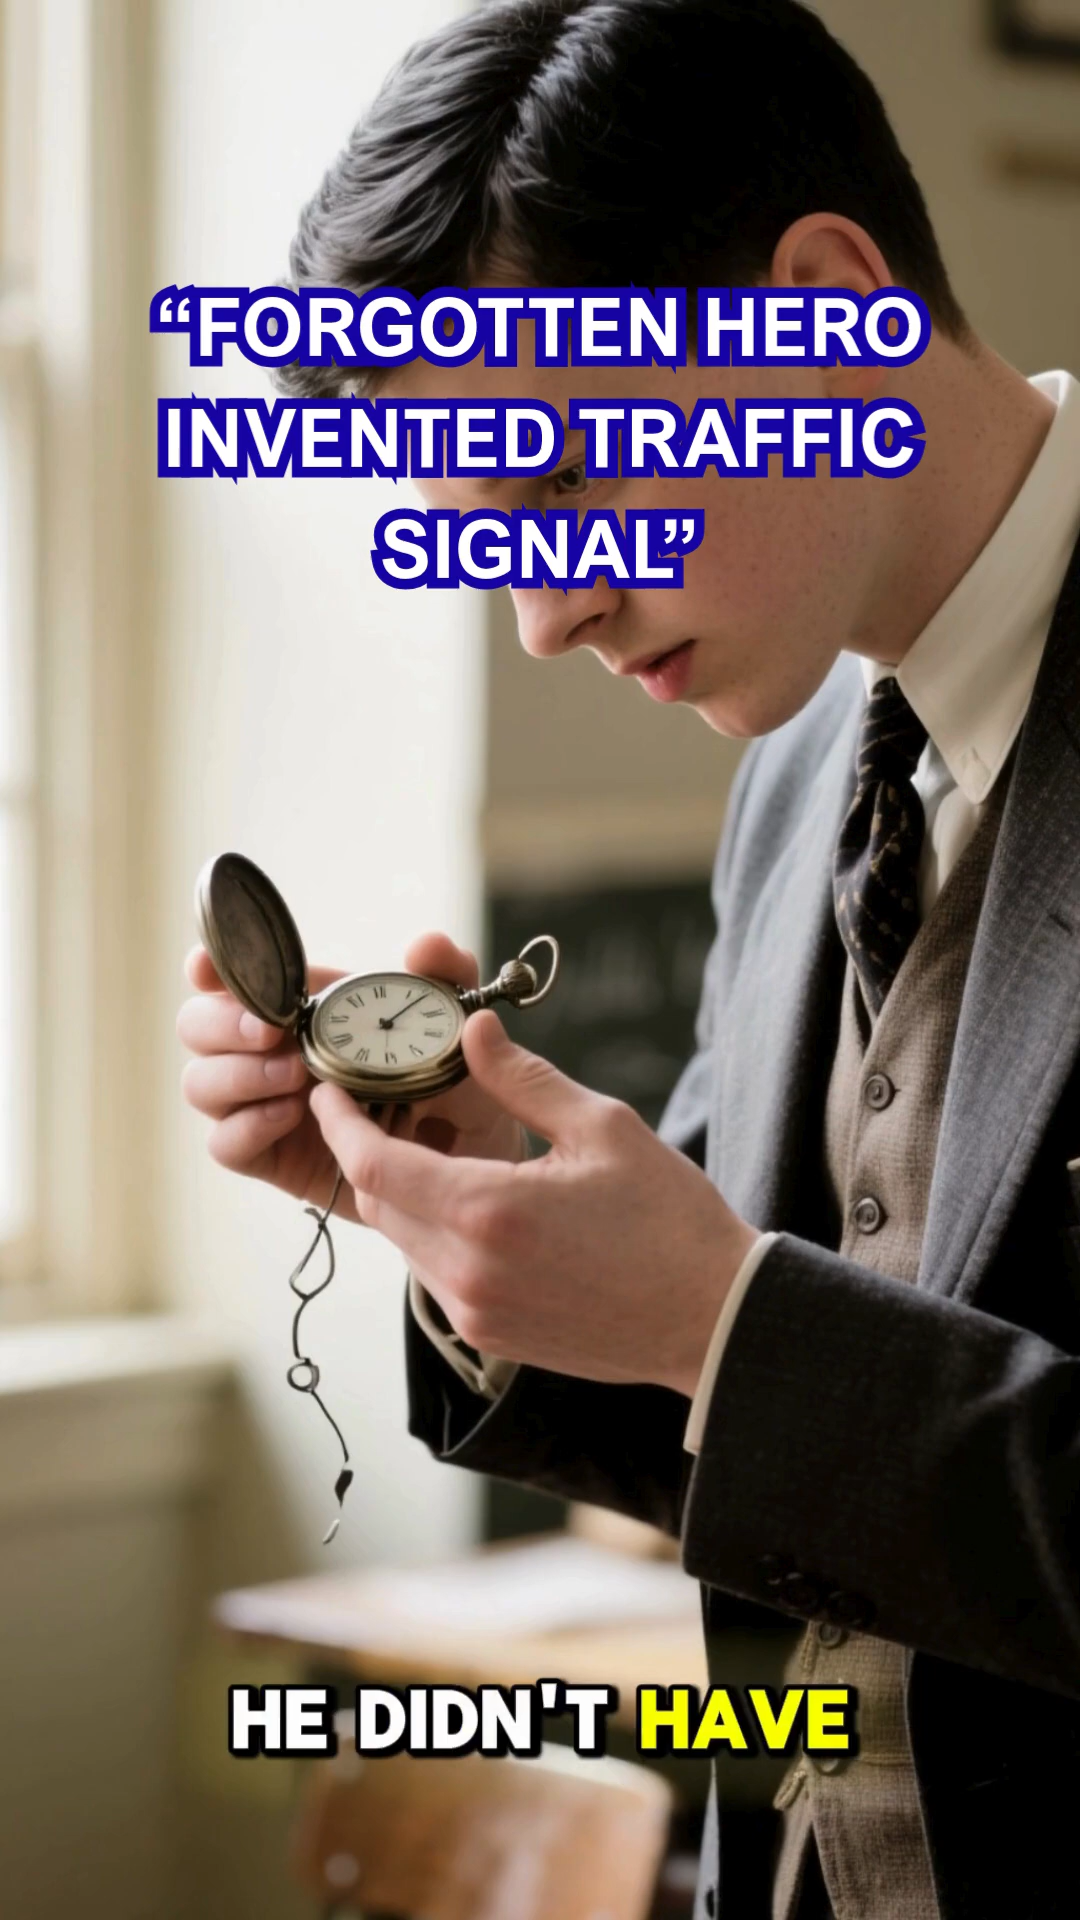 “FORGOTTEN HERO
INVENTED TRAFFIC
SIGNAL”
HE DIDN'T HAVE